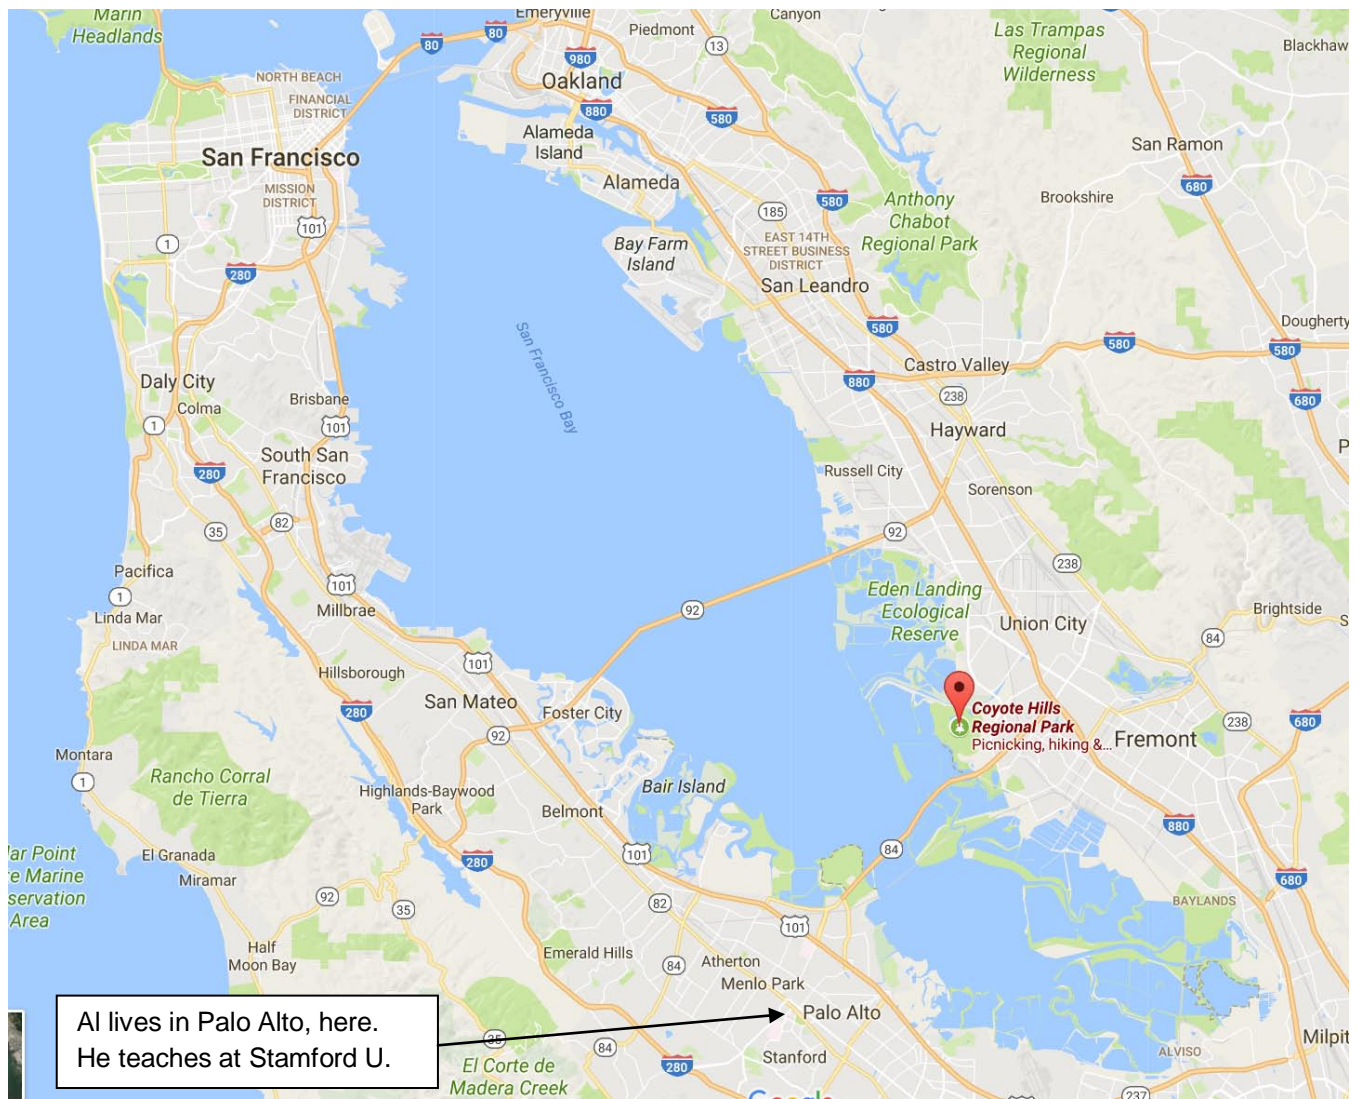 Marin
Headlands
Emeryville
Piedmont
Canyon
Las Trampas
Regional
Wilderness
Blackhaw
80
80
980
13
NORTH BEACH
Oakland
FINANCIAL
DISTRICT
880
580
San Francisco
Alameda
Island
San Ramon
680
MISSION
DISTRICT
Alameda
580
Brookshire
101
185
Anthony
Chabot
Regional Park
1
Bay Farm
Island
EAST 14TH
STREET BUSINESS
DISTRICT
280
San Leandro
San Francisco Bay
580
Dougherty
580
580
Castro Valley
Daly City
880
238
680
Colma
Brisbane
1
101
Hayward
South San
Francisco
280
Russell City
Sorenson
P
82
35
92
238
Pacifica
101
Eden Landing
Ecological
Reserve
1
Millbrae
92
Brightside
Linda Mar
Union City
84
S
LINDA MAR
101
Hillsborough
San Mateo
280
Foster City
Coyote Hills
Regional Park
Picnicking, hiking &...
238
680
92
Fremont
Montara
1
Rancho Corral
de Tierra
Highlands-Baywood
Park
Bair Island
Belmont
880
El Granada
280
101
84
lar Point
te Marine
servation
Area
Miramar
680
92
35
82
BAYLANDS
101
Half
Moon Bay
Emerald Hills
84
Atherton
Menlo Park
Al lives in Palo Alto, here.
He teaches at Stamford U.
Palo Alto
35
84
Stanford
Milpit
El Corte de
Madera Creek
280
ALVISO
Google
101
237